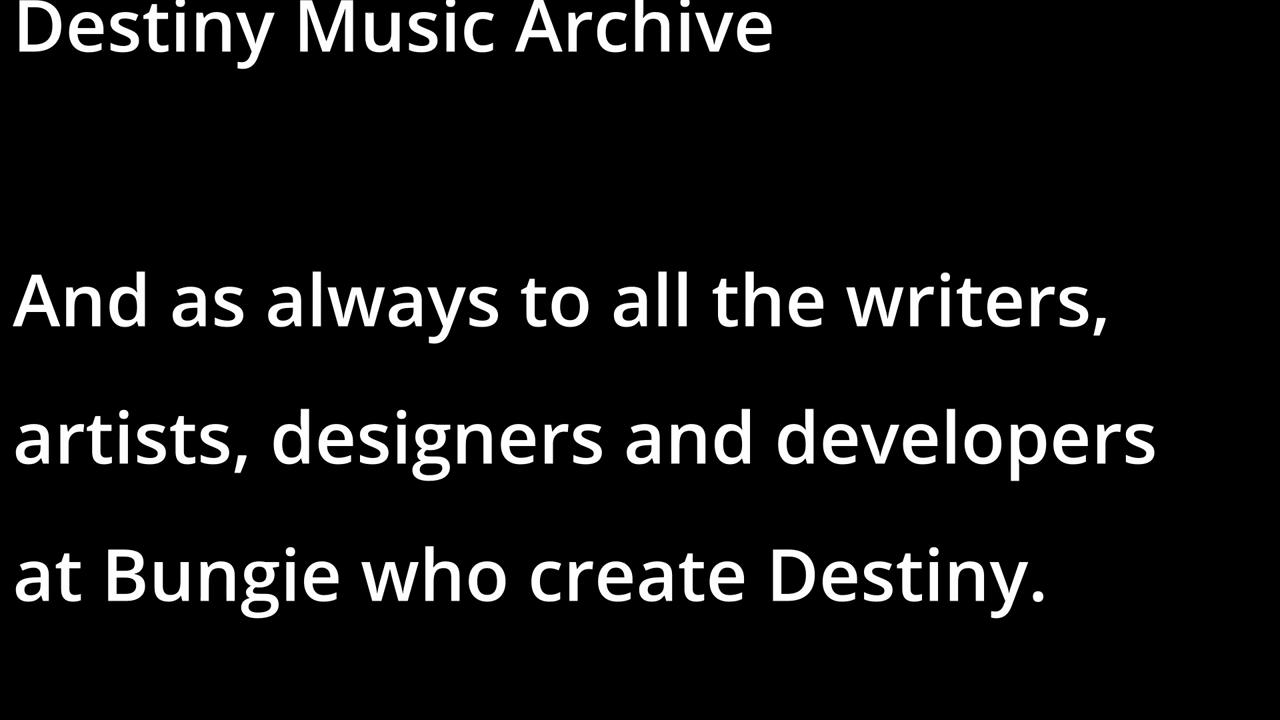 Destiny Music Archive
And as always to all the writers,
artists, designers and developers
at Bungie who create Destiny.